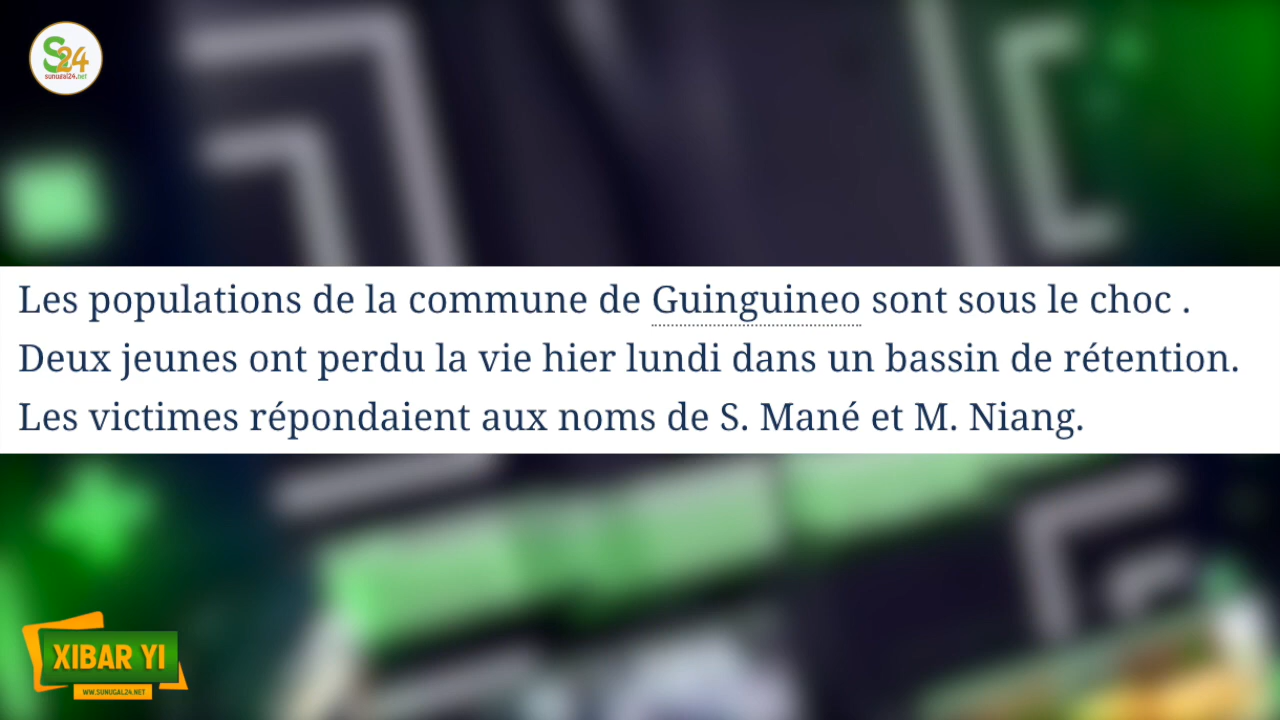 S24
sunugal24.net
Les populations de la commune de Guinguineo sont sous le choc .
Deux jeunes ont perdu la vie hier lundi dans un bassin de rétention.
Les victimes répondaient aux noms de S. Mané et M. Niang.
XIBAR YI
WW.SUNUGAL24.NET